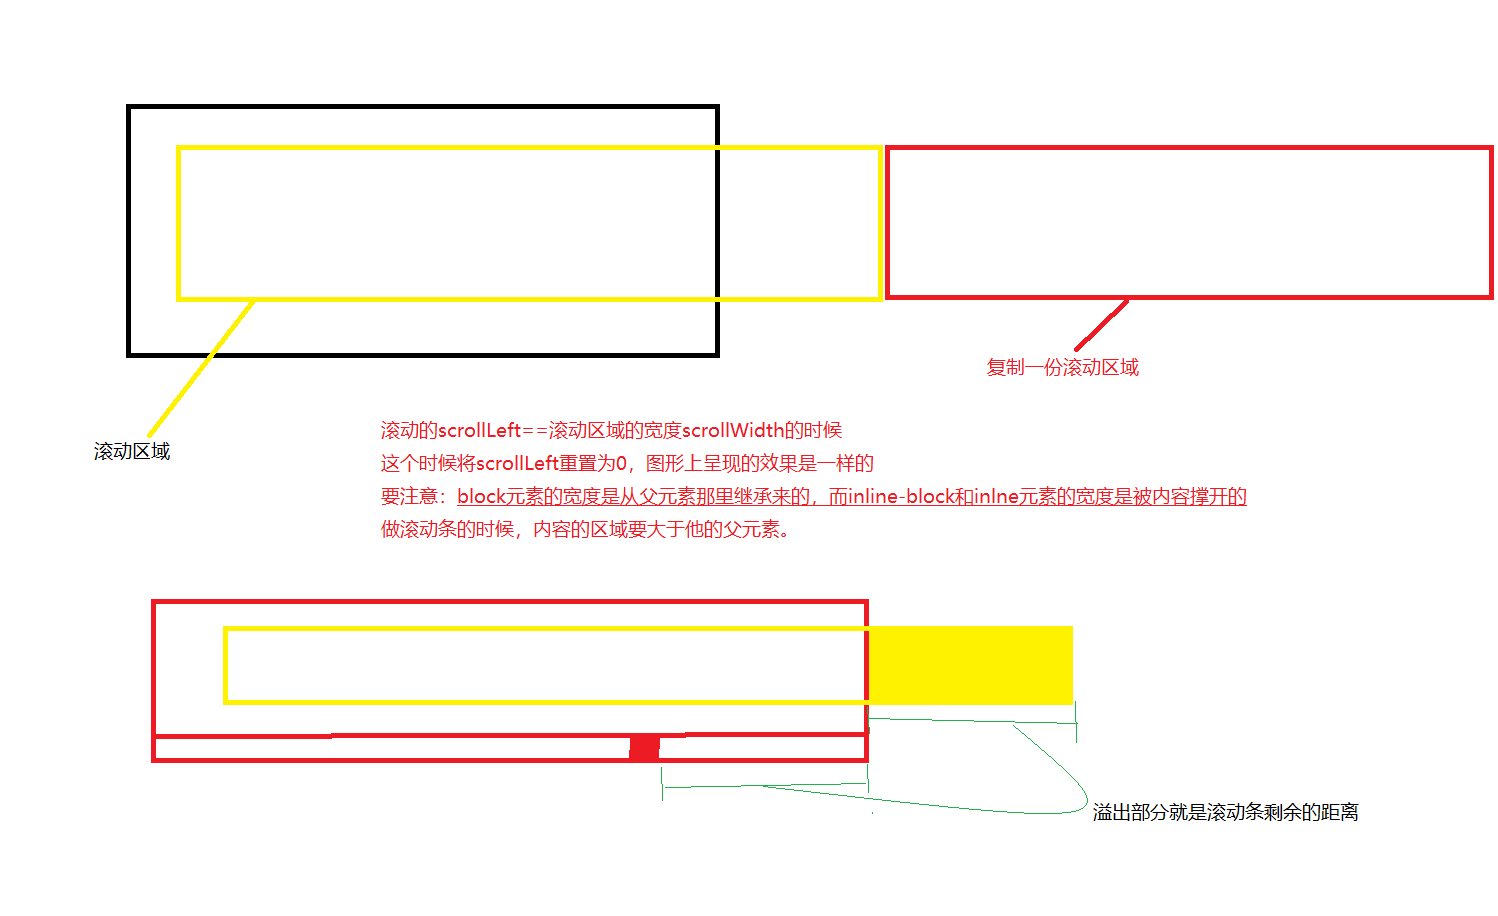 复制一份滚动区域
滚动区域
滚动的scrollLeft==滚动区域的宽度scrollWidth的时候
这个时候将scrollLeft重置为0，图形上呈现的效果是一样的
要注意：block元素的宽度是从父元素那里继承来的，而inline-block和inlne元素的宽度是被内容撑开的
做滚动条的时候，内容的区域要大于他的父元素。
溢出部分就是滚动条剩余的距离